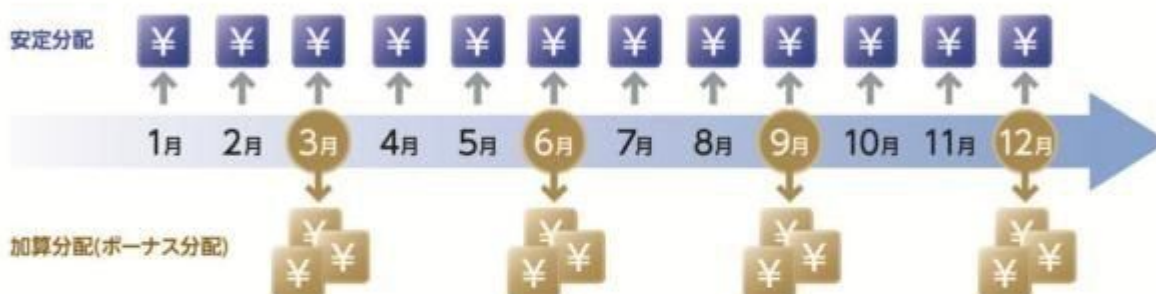 安定分配 ¥ ¥ ¥ ¥ ¥ ¥ ¥ ¥ ¥ ¥ ¥ ¥
1月 2月 3月 4月 5月 6月 7月 8月 9月 10月 11月 12月
加算分配(ボーナス分配) ¥ ¥ ¥ ¥ ¥ ¥ ¥ ¥ ¥ ¥ ¥ ¥